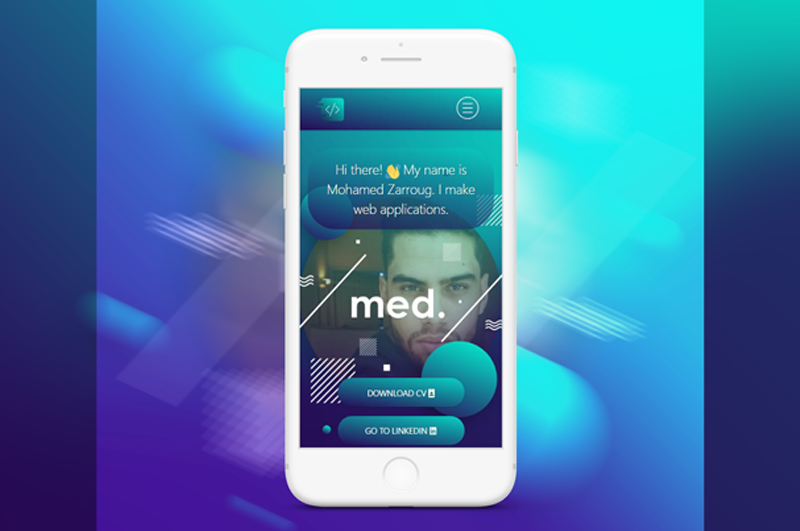 </>
Hi there! 👋 My name is
Mohamed Zarroug. I make
web applications.
med.
DOWNLOAD CV
GO TO LINKEDIN in